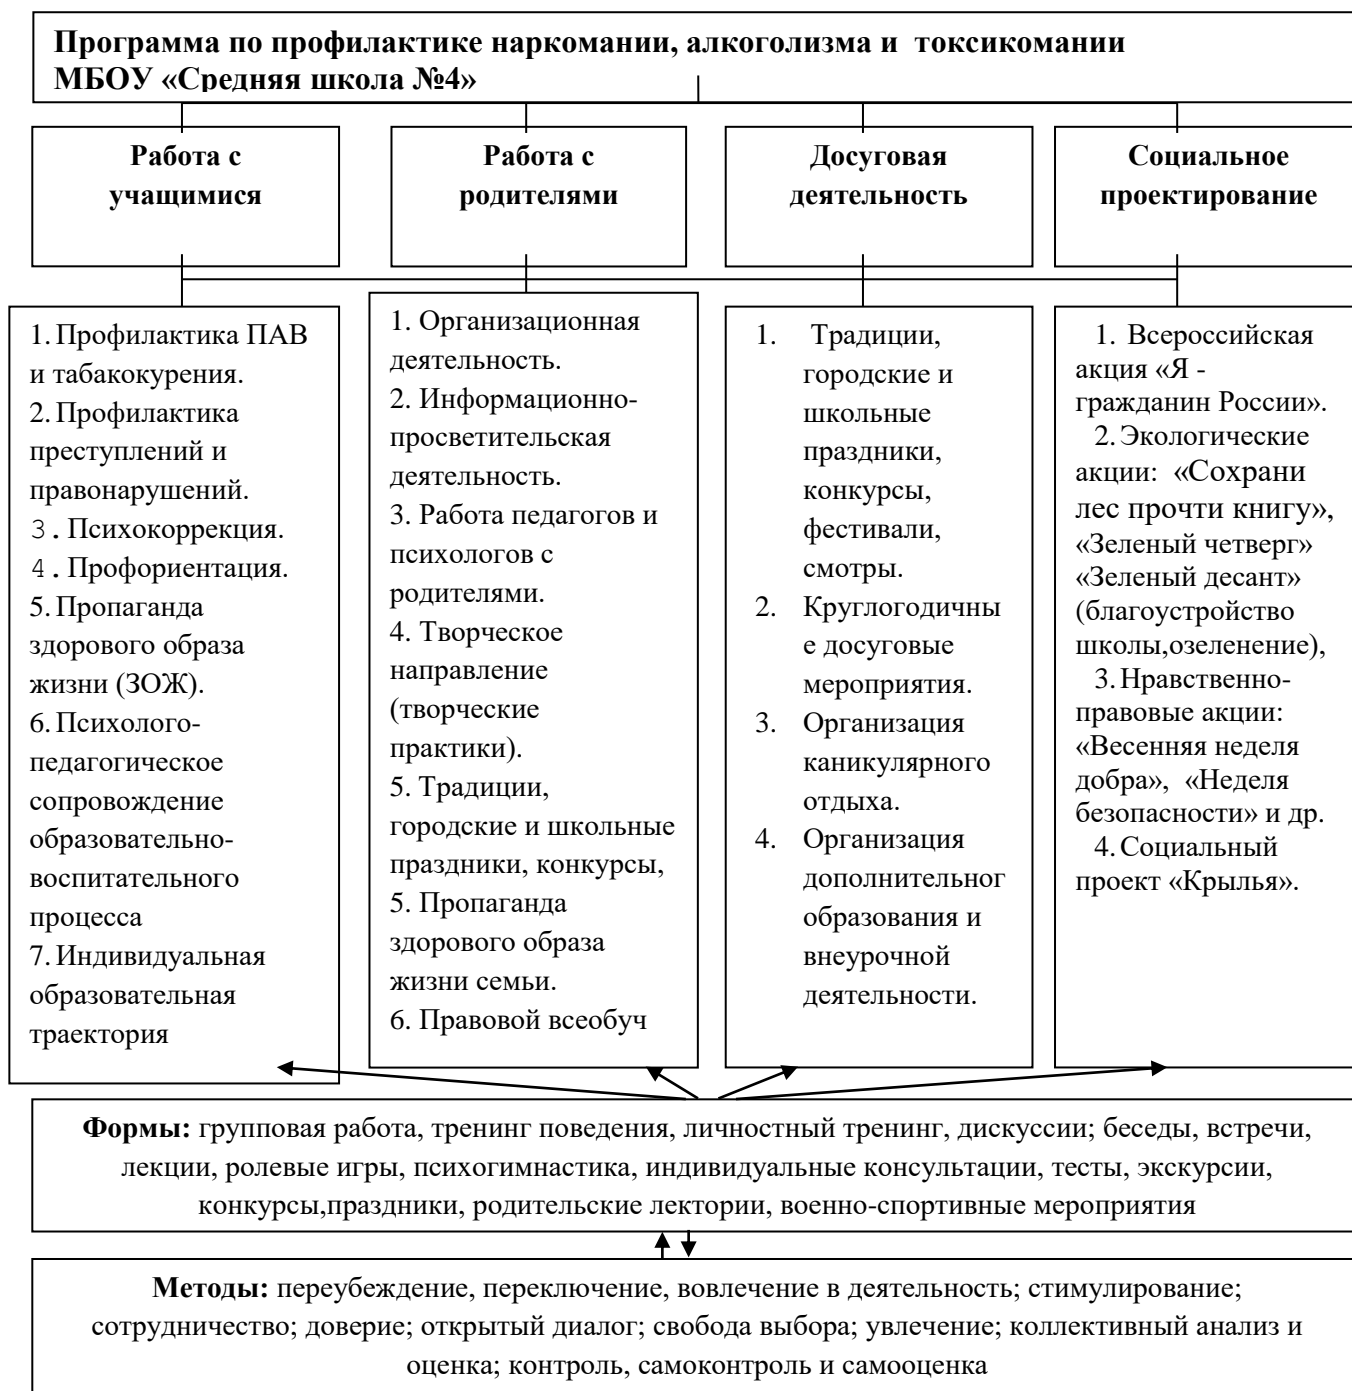 Программа по профилактике наркомании, алкоголизма и токсикомании
МБОУ «Средняя школа №4»
Работа с
учащимися
Работа с
родителями
Досуговая
деятельность
Социальное
проектирование
1. Профилактика ПАВ
и табакокурения.
2. Профилактика
преступлений и
правонарушений.
3. Психокоррекция.
4. Профориентация.
5. Пропаганда
здорового образа
жизни (ЗОЖ).
6. Психолого-
педагогическое
сопровождение
образовательно-
воспитательного
процесса
7. Индивидуальная
образовательная
траектория
1. Организационная
деятельность.
2. Информационно-
просветительская
деятельность.
3. Работа педагогов и
психологов с
родителями.
4. Творческое
направление
(творческие
практики).
5. Традиции,
городские и школьные
праздники, конкурсы,
5. Пропаганда
здорового образа
жизни семьи.
6. Правовой всеобуч
1. Традиции,
городские и
школьные
праздники,
конкурсы,
фестивали,
смотры.
2. Круглогодичны
е досуговые
мероприятия.
3. Организация
каникулярного
отдыха.
4. Организация
дополнительног
образования и
внеурочной
деятельности.
1. Всероссийская
акция «Я -
гражданин России».
2. Экологические
акции: «Сохрани
лес прочти книгу»,
«Зеленый четверг»
«Зеленый десант»
(благоустройство
школы,озеленение),
3. Нравственно-
правовые акции:
«Весенняя неделя
добра», «Неделя
безопасности» и др.
4. Социальный
проект «Крылья».
Формы: групповая работа, тренинг поведения, личностный тренинг, дискуссии; беседы, встречи,
лекции, ролевые игры, психогимнастика, индивидуальные консультации, тесты, экскурсии,
конкурсы,праздники, родительские лектории, военно-спортивные мероприятия
Методы: переубеждение, переключение, вовлечение в деятельность; стимулирование;
сотрудничество; доверие; открытый диалог; свобода выбора; увлечение; коллективный анализ и
оценка; контроль, самоконтроль и самооценка